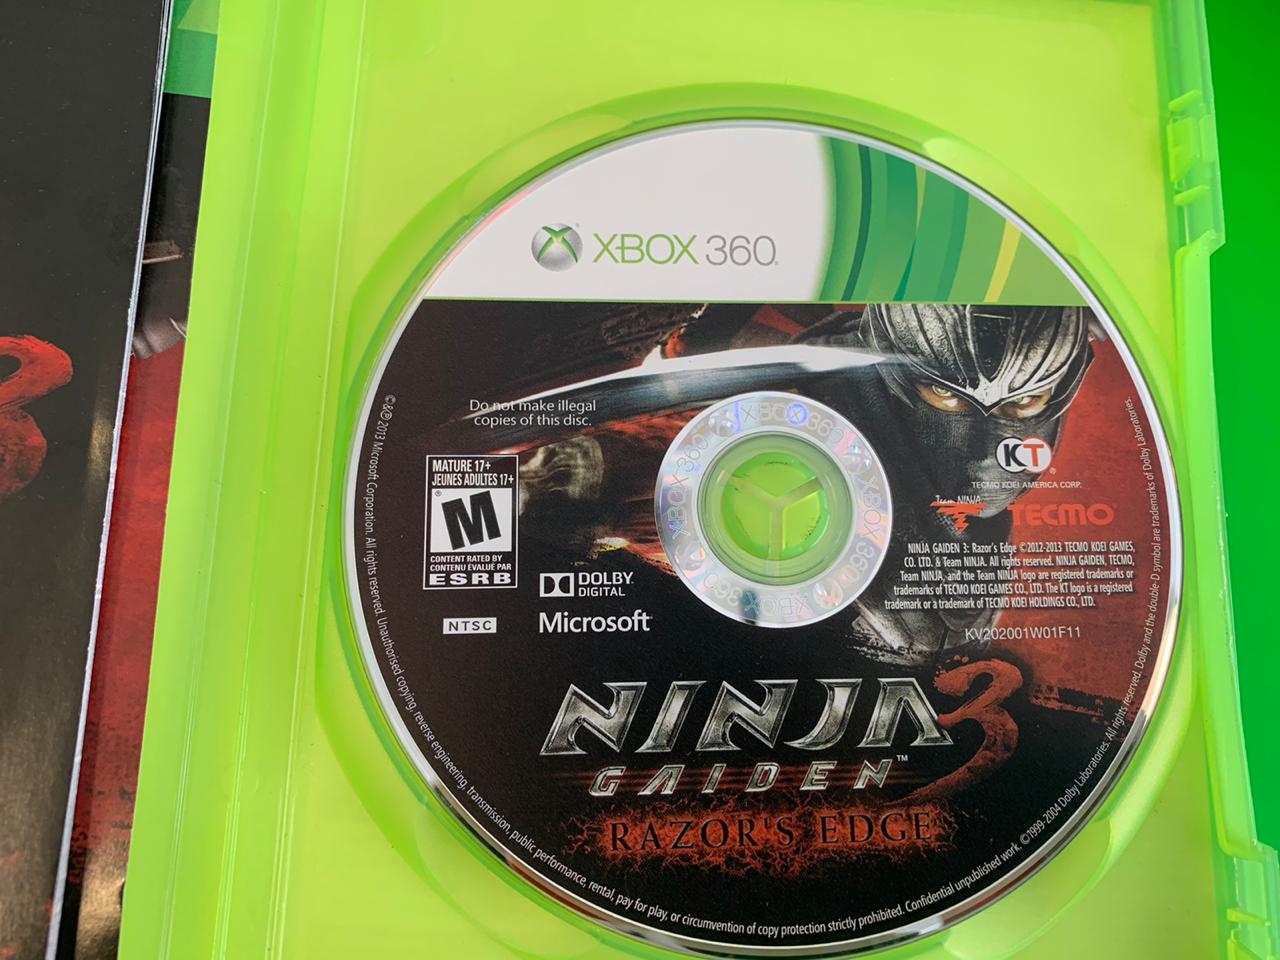 XBOX 360
Do not make illegal
copies of this disc.
MATURE 17+
JEUNES ADULTES 17+
M
CONTENT RATED BY
CONTENU ÉVALUÉ PAR
ESRB
NTSC
DOLBY
DIGITAL
Microsoft
XBOX 360
KT
TECMO KOEI AMERICA CORP.
Team NINJA
TECMO
NINJA GAIDEN 3: Razor's Edge ©2012-2013 TECMO KOEI GAMES,
CO. LTD. & Team NINJA. All rights reserved. NINJA GAIDEN, TECMO,
Team NINJA, and the Team NINJA logo are registered trademarks or
trademarks of TECMO KOEI GAMES CO., LTD. The KT logo is a registered
trademark or a trademark of TECMO KOEI HOLDINGS CO., LTD.
KV202001W01F11
NINJA
GAIDEN™
3
RAZOR'S EDGE
©&℗2013 Microsoft Corporation. All rights reserved. Unauthorised copying, reverse engineering, transmission, public performance, rental, pay for play, or circumvention of copy protection strictly prohibited. Confidential unpublished work. ©1999-2004 Dolby Laboratories. All rights reserved. Dolby and the double-D symbol are trademarks of Dolby Laboratories.
3